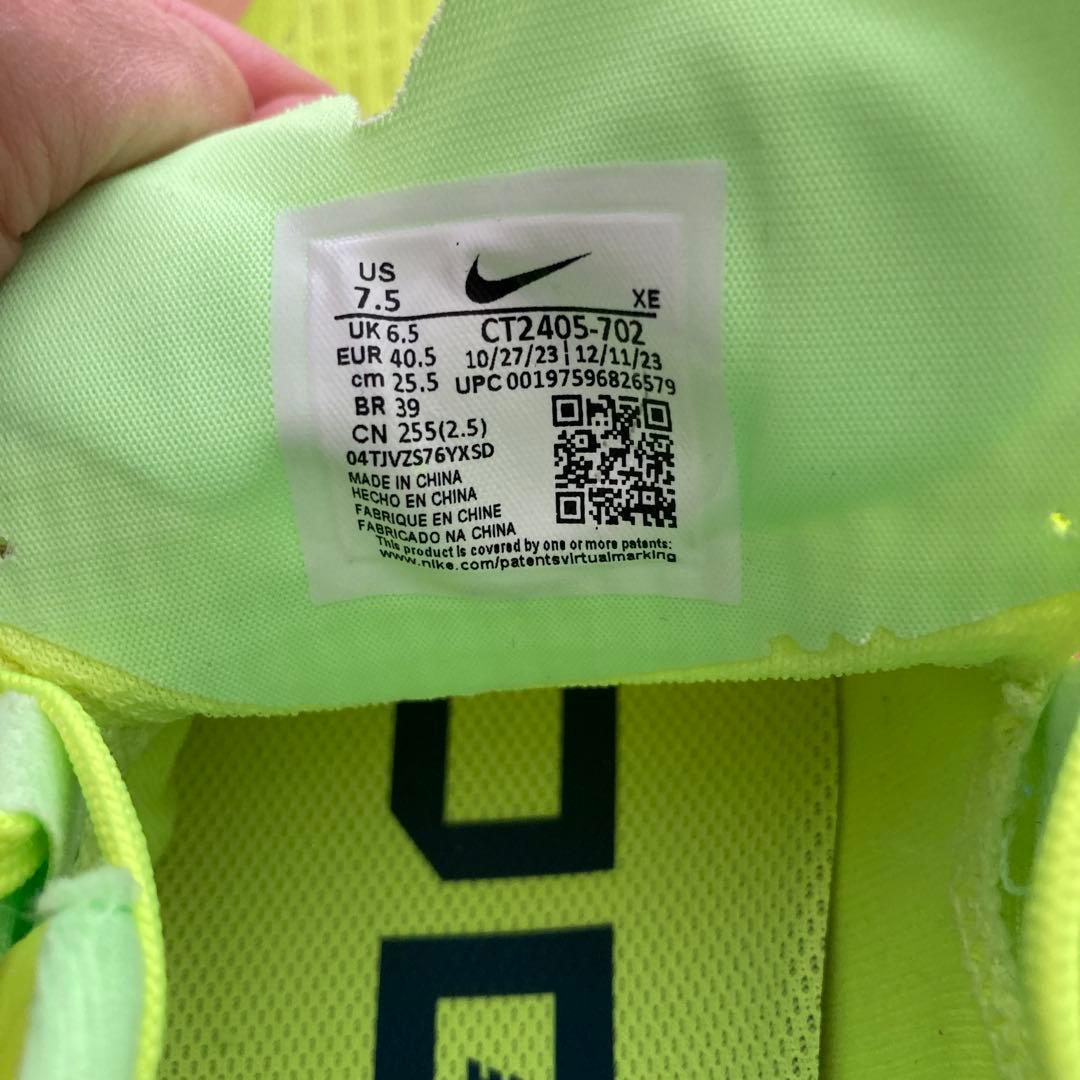 US
7.5
XE
UK 6.5
CT2405-702
EUR 40.5
10/27/23 | 12/11/23
cm 25.5
UPC 00197596826579
BR 39
CN 255(2.5)
04TJVZS76YXSD
MADE IN CHINA
HECHO EN CHINA
FABRIQUE EN CHINE
FABRICADO NA CHINA
This product is covered by one or more patents:
www.nike.com/patentsvirtualmarking